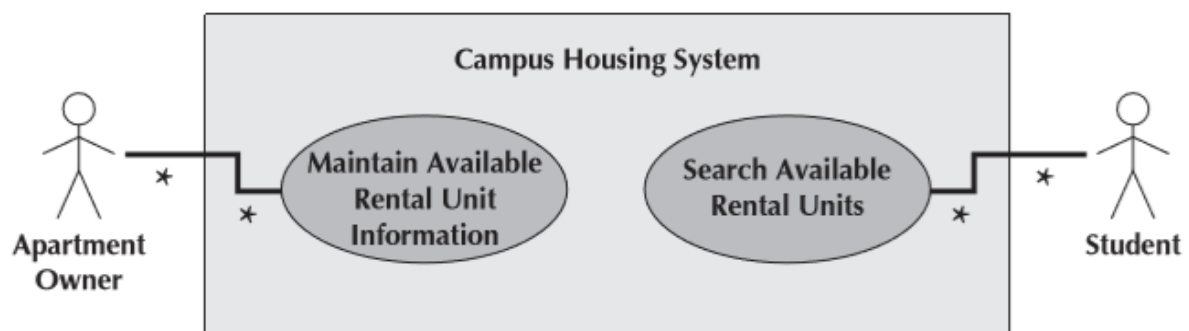 Campus Housing System
Maintain Available
Rental Unit
Information
Search Available
Rental Units
*
*
*
*
Apartment
Owner
Student